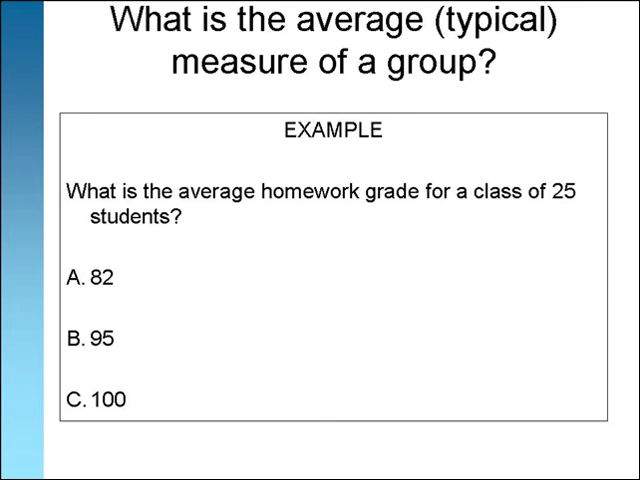 What is the average (typical)
measure of a group?
EXAMPLE
What is the average homework grade for a class of 25
students?
A. 82
B. 95
C. 100